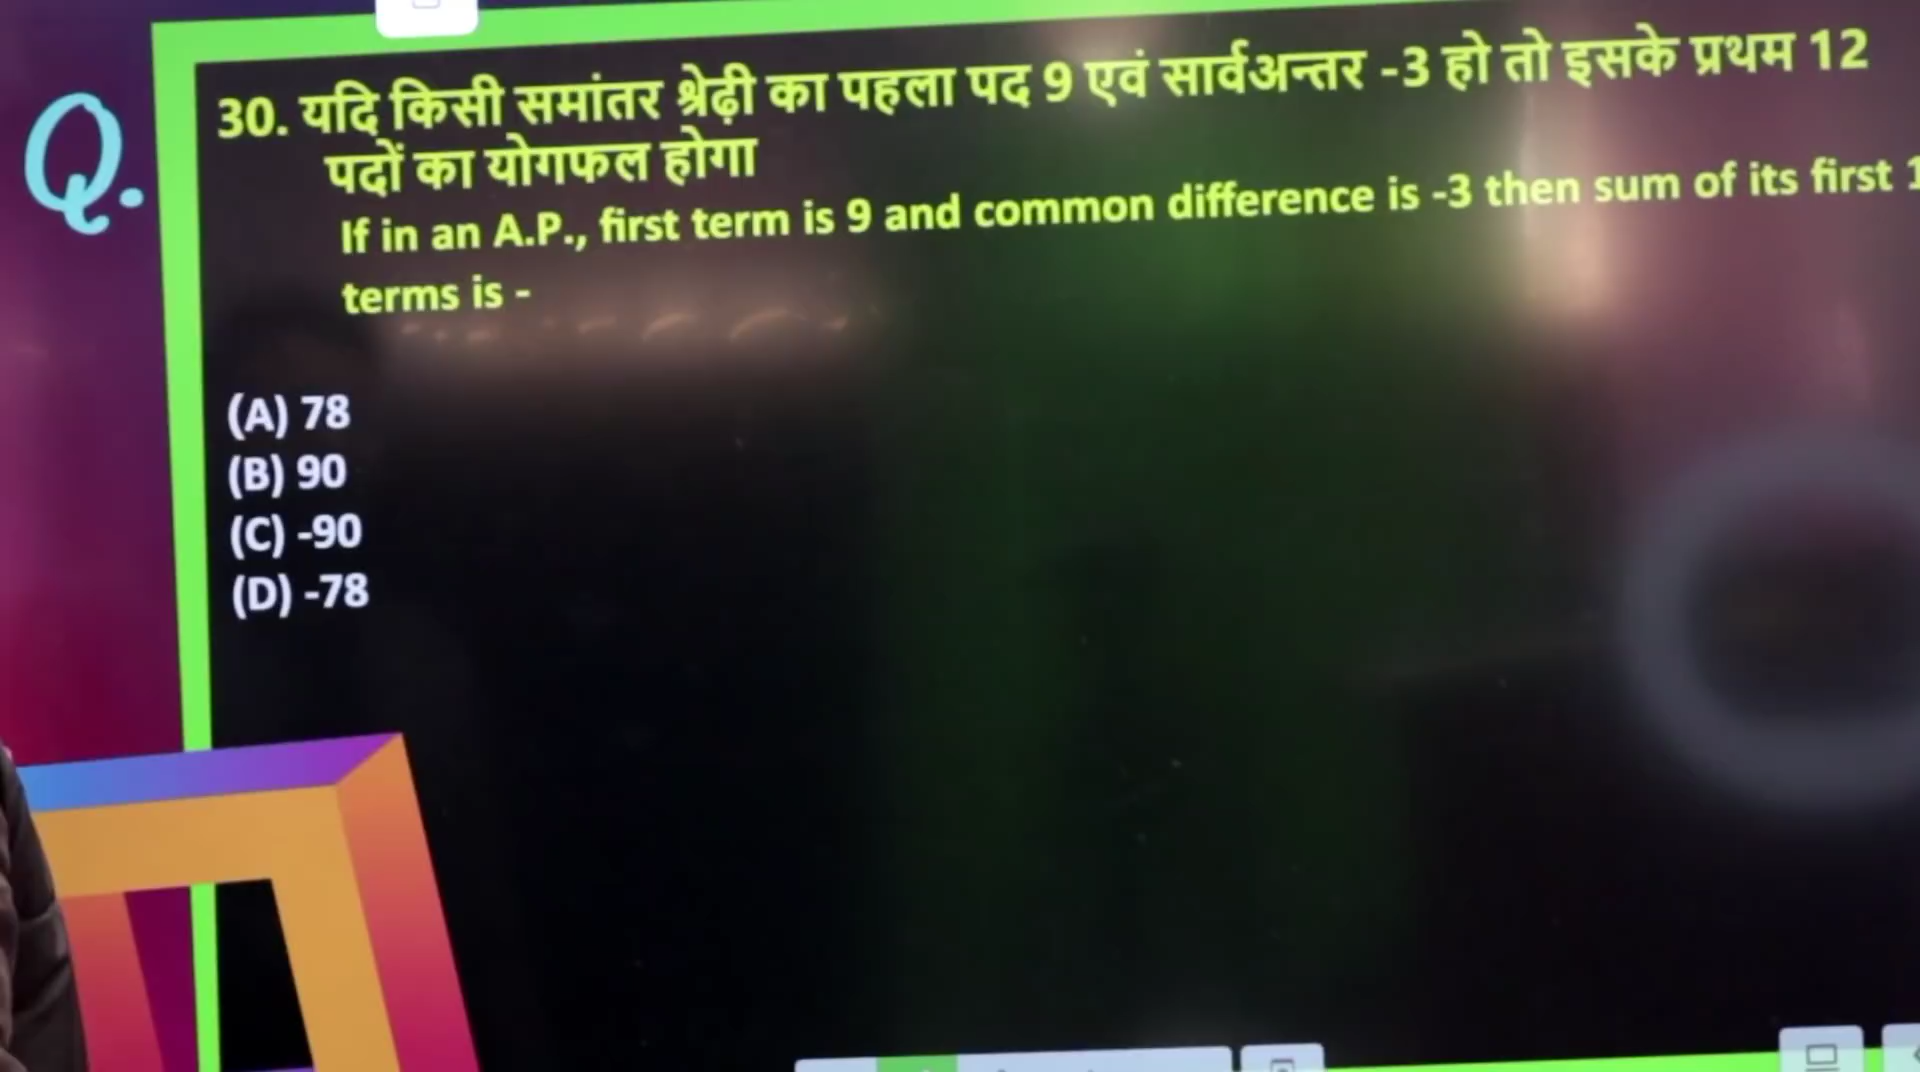 Q.
30. यदि किसी समांतर श्रेढ़ी का पहला पद 9 एवं सार्वअन्तर -3 हो तो इसके प्रथम 12
पदों का योगफल होगा
If in an A.P., first term is 9 and common difference is -3 then sum of its first
terms is -
(A) 78
(B) 90
(C) -90
(D) -78